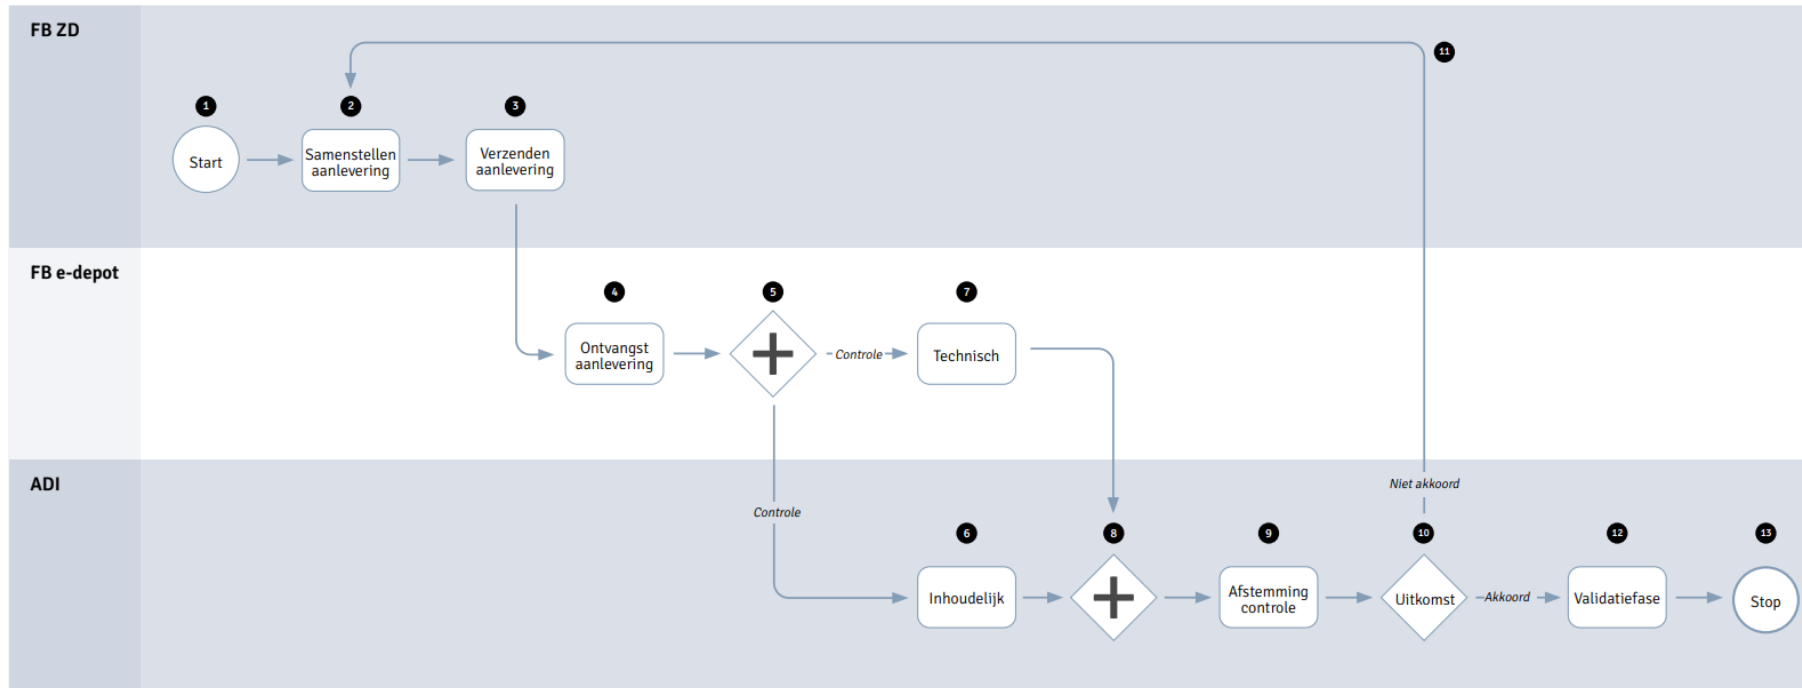 FB ZD
11
1
2
3
Start
Samenstellen
aanlevering
Verzenden
aanlevering
FB e-depot
4
5
7
Ontvangst
aanlevering
Controle
Technisch
ADI
Niet akkoord
Controle
6
8
9
10
12
13
Inhoudelijk
Afstemming
controle
Uitkomst
Akkoord
Validatiefase
Stop